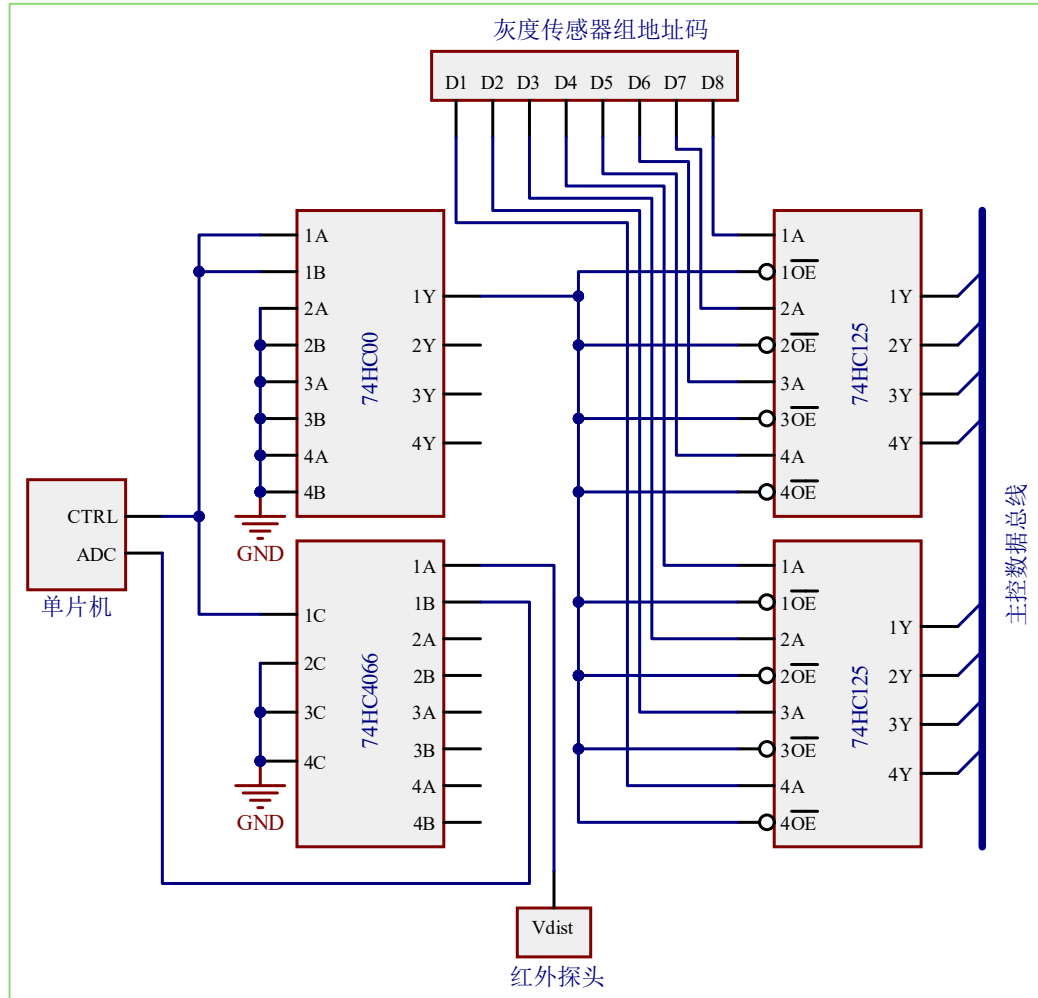 灰度传感器组地址码
D1 D2 D3 D4 D5 D6 D7 D8
1A
1B
2A
2B
3A
3B
4A
4B
74HC00
1Y
2Y
3Y
4Y
GND
CTRL
ADC
单片机
1C
2C
3C
4C
74HC4066
1A
1B
2A
2B
3A
3B
4A
4B
GND
Vdist
红外探头
1A
1OE
2A
2OE
3A
3OE
4A
4OE
74HC125
1Y
2Y
3Y
4Y
1A
1OE
2A
2OE
3A
3OE
4A
4OE
74HC125
1Y
2Y
3Y
4Y
主控数据总线